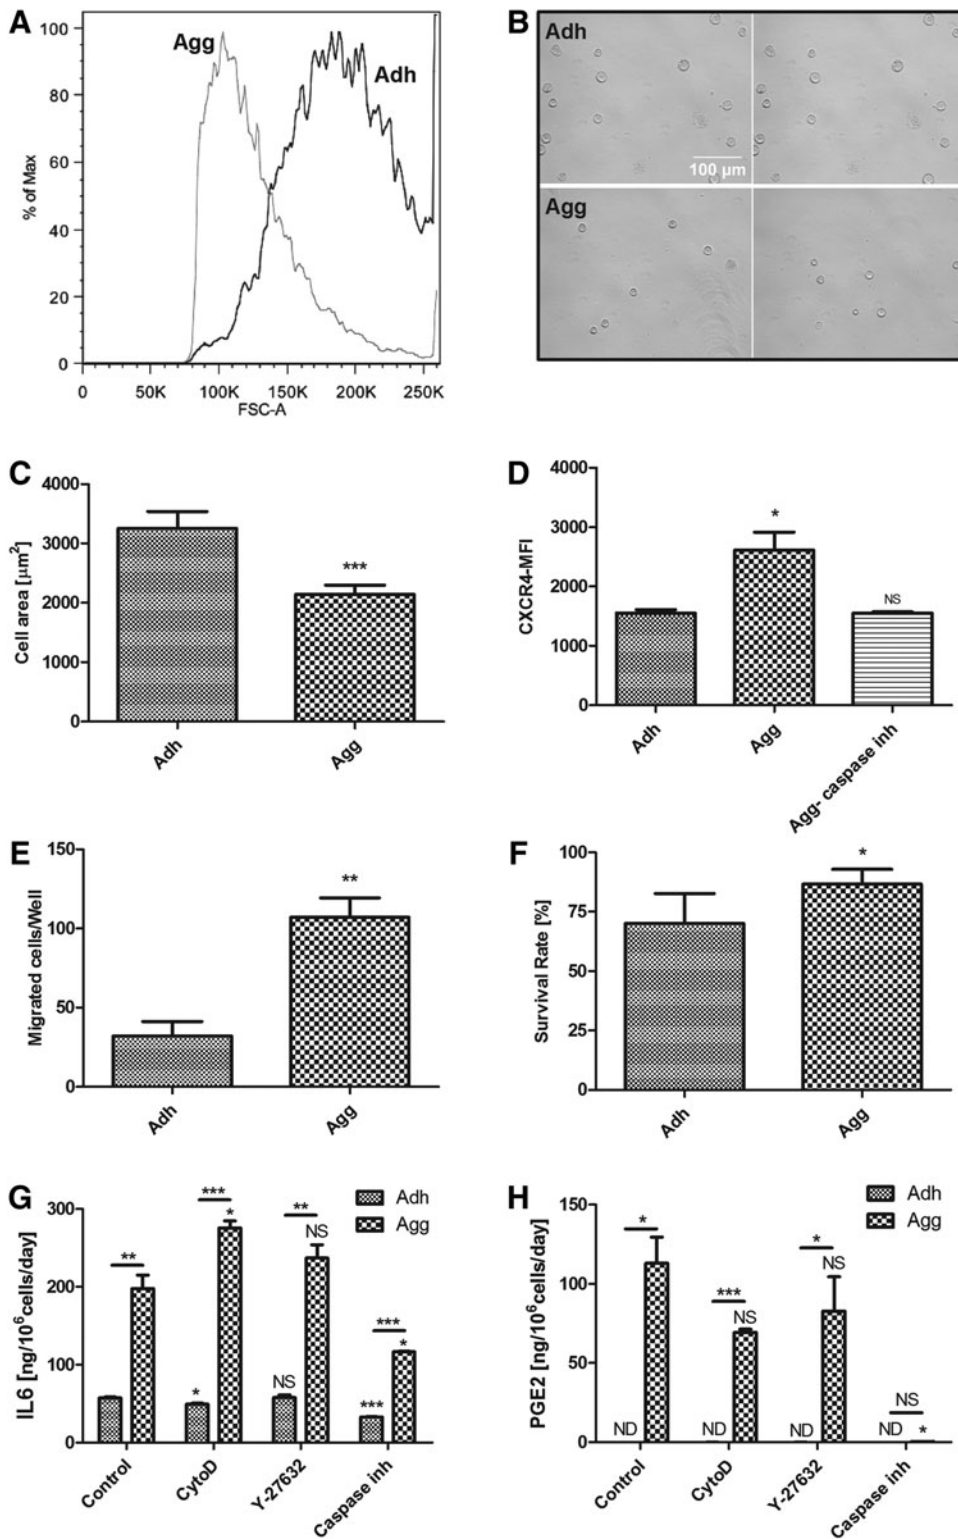 A
Agg
Adh
% of Max
100
80
60
40
20
0
0 50K 100K 150K 200K 250K
FSC-A
B
Adh
100 µm
Agg
C
Cell area [µm²]
4000
3000
2000
1000
0
***
Adh
Agg
D
CXCR4-MFI
4000
3000
2000
1000
0
*
NS
Adh
Agg
Agg- caspase inh
E
Migrated cells/Well
150
100
50
0
**
Adh
Agg
F
Survival Rate [%]
100
75
50
25
0
*
Adh
Agg
G
Adh
Agg
IL6 [ng/10⁶cells/day]
300
200
100
0
**
***
*
*
**
NS
NS
***
*
***
Control
CytoD
Y-27632
Caspase inh
H
Adh
Agg
PGE2 [ng/10⁶cells/day]
150
100
50
0
*
ND
***
NS
ND
*
NS
ND
NS
ND
*
Control
CytoD
Y-27632
Caspase inh